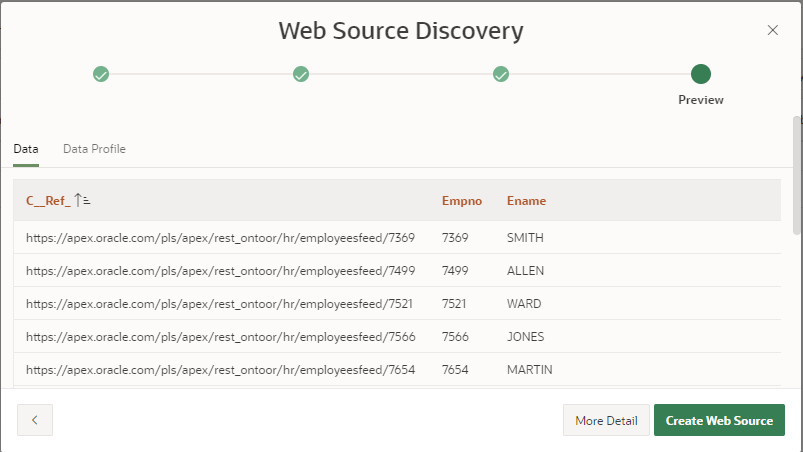 Web Source Discovery
Preview
Data Data Profile
C__Ref_ Empno Ename
https://apex.oracle.com/pls/apex/rest_ontoor/hr/employeesfeed/7369 7369 SMITH
https://apex.oracle.com/pls/apex/rest_ontoor/hr/employeesfeed/7499 7499 ALLEN
https://apex.oracle.com/pls/apex/rest_ontoor/hr/employeesfeed/7521 7521 WARD
https://apex.oracle.com/pls/apex/rest_ontoor/hr/employeesfeed/7566 7566 JONES
https://apex.oracle.com/pls/apex/rest_ontoor/hr/employeesfeed/7654 7654 MARTIN
More Detail Create Web Source